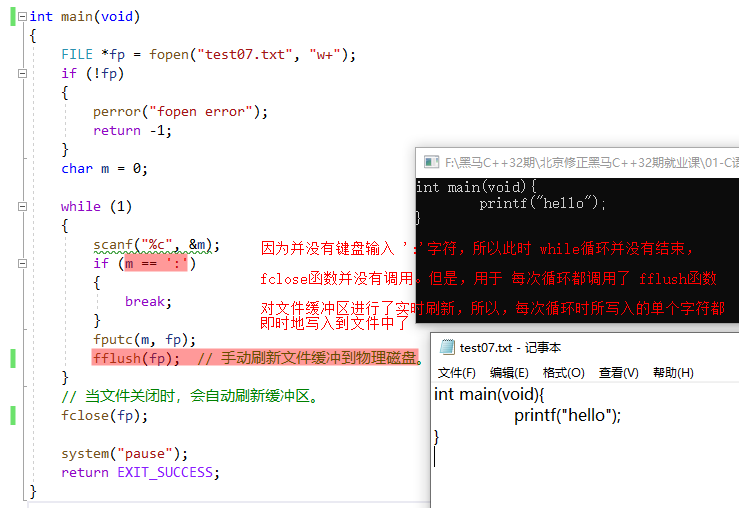 int main(void)
{
FILE *fp = fopen("test07.txt", "w+");
if (!fp)
{
perror("fopen error");
return -1;
}
char m = 0;
while (1)
{
scanf("%c", &m);
if (m == ':')
{
break;
}
fputc(m, fp);
fflush(fp);  // 手动刷新文件缓冲到物理磁盘。
}
// 当文件关闭时，会自动刷新缓冲区。
fclose(fp);
system("pause");
return EXIT_SUCCESS;
}
F:\黑马C++32期\北京修正黑马C++32期就业课\01-C语
int main(void){
printf("hello");
}
因为并没有键盘输入 ':'字符，所以此时 while循环并没有结束，
fclose函数并没有调用。但是，用于 每次循环都调用了 fflush函数
对文件缓冲区进行了实时刷新，所以，每次循环时所写入的单个字符都
即时地写入到文件中了
test07.txt - 记事本
文件(F) 编辑(E) 格式(O) 查看(V) 帮助(H)
int main(void){
printf("hello");
}